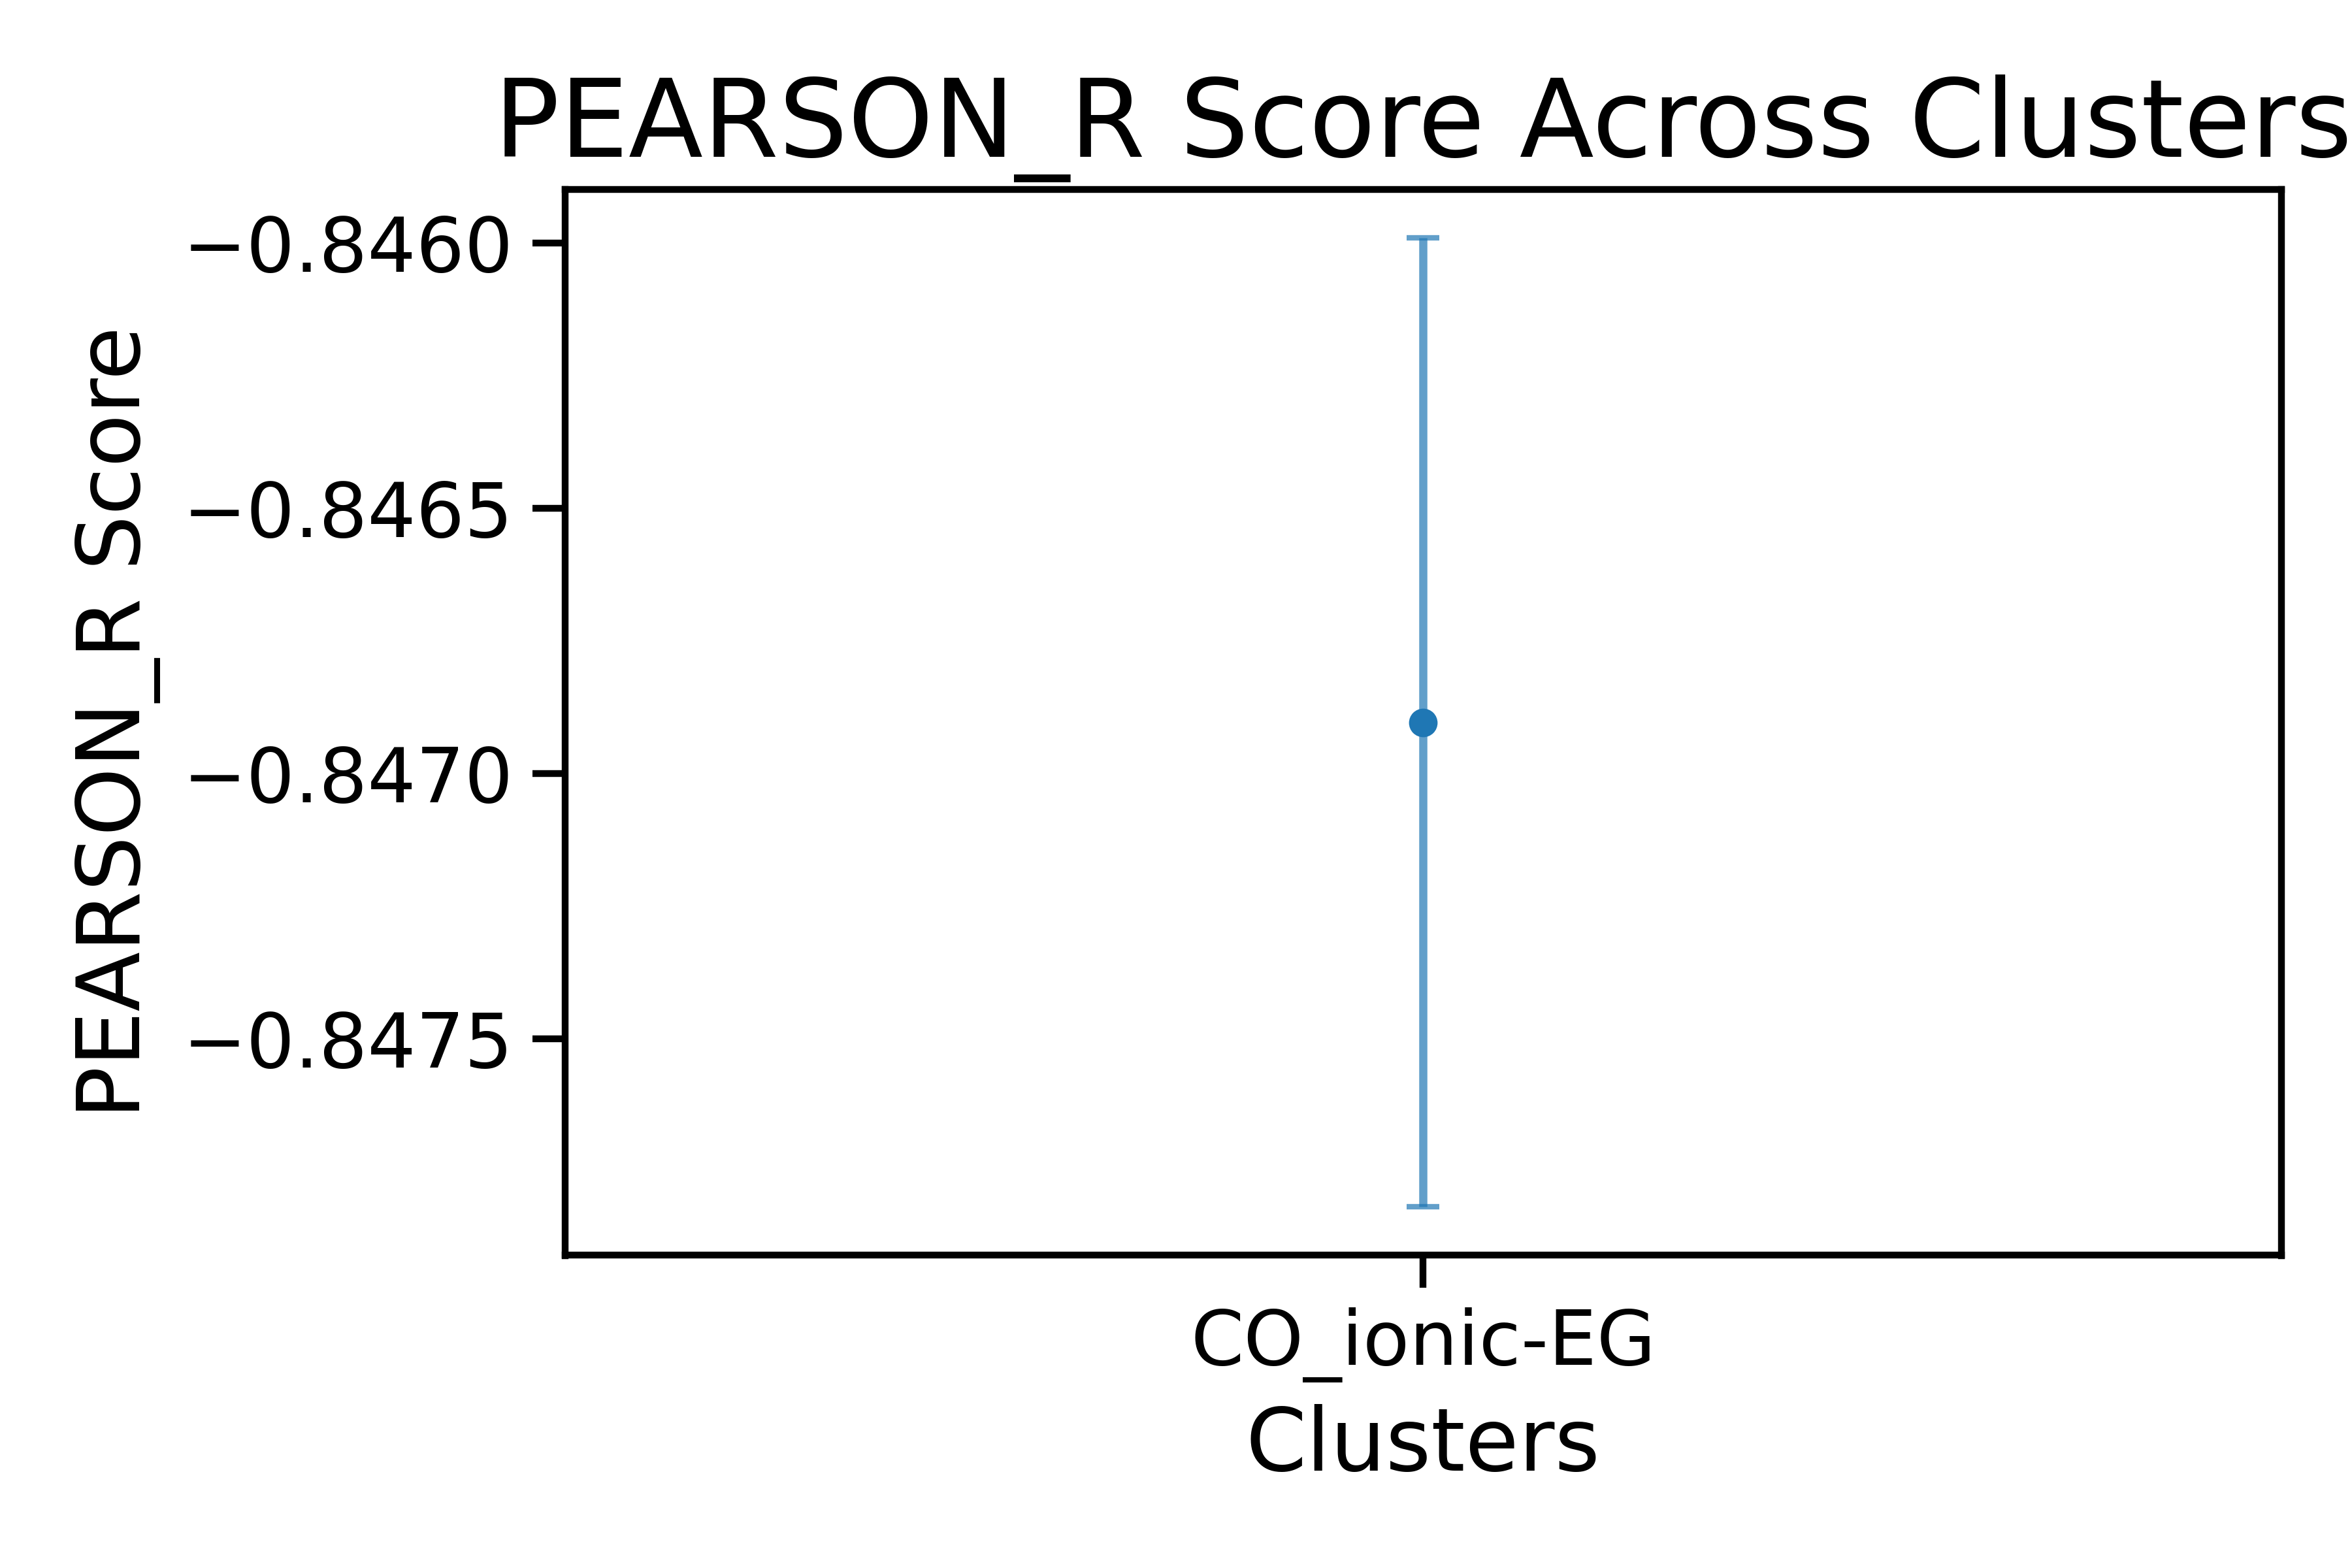 PEARSON_R Score Across Clusters
PEARSON_R Score
−0.8460
−0.8465
−0.8470
−0.8475
CO_ionic-EG
Clusters